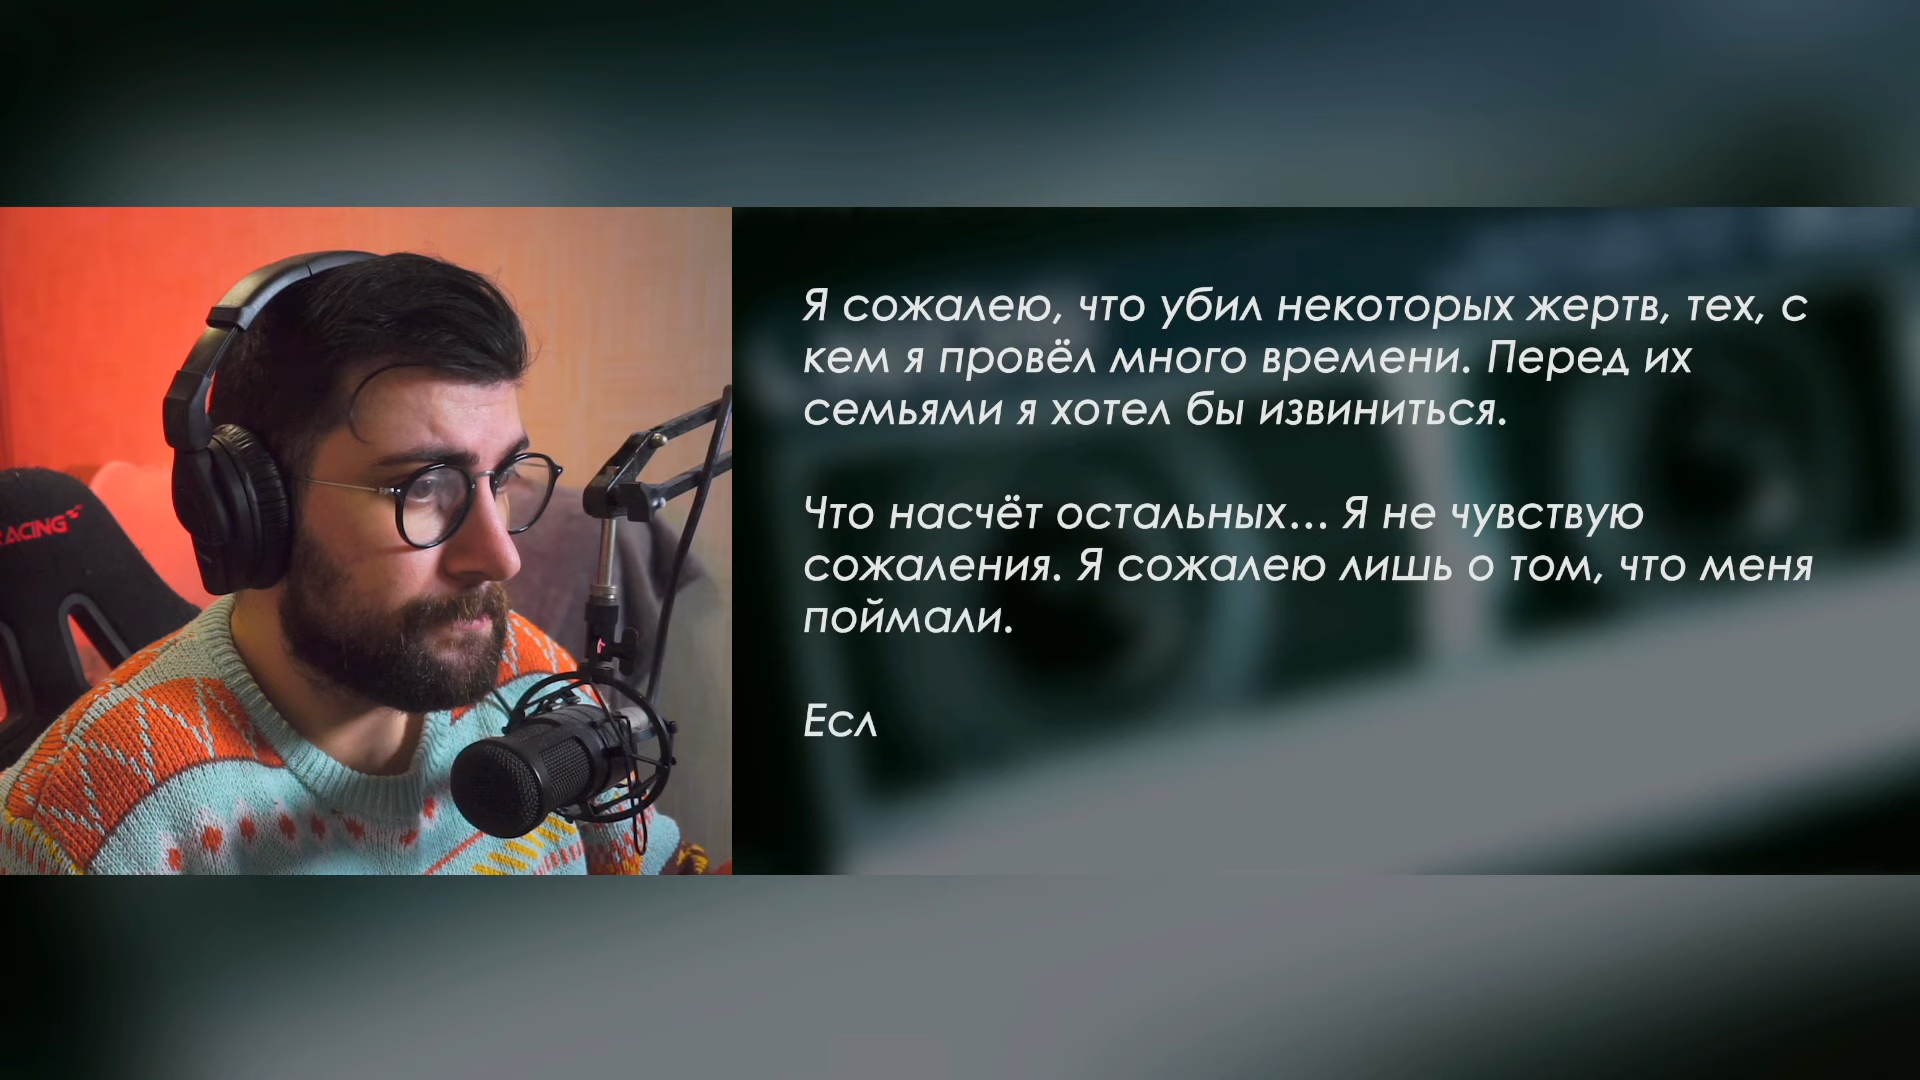 RACING
Я сожалею, что убил некоторых жертв, тех, с
кем я провёл много времени. Перед их
семьями я хотел бы извиниться.
Что насчёт остальных... Я не чувствую
сожаления. Я сожалею лишь о том, что меня
поймали.
Есл